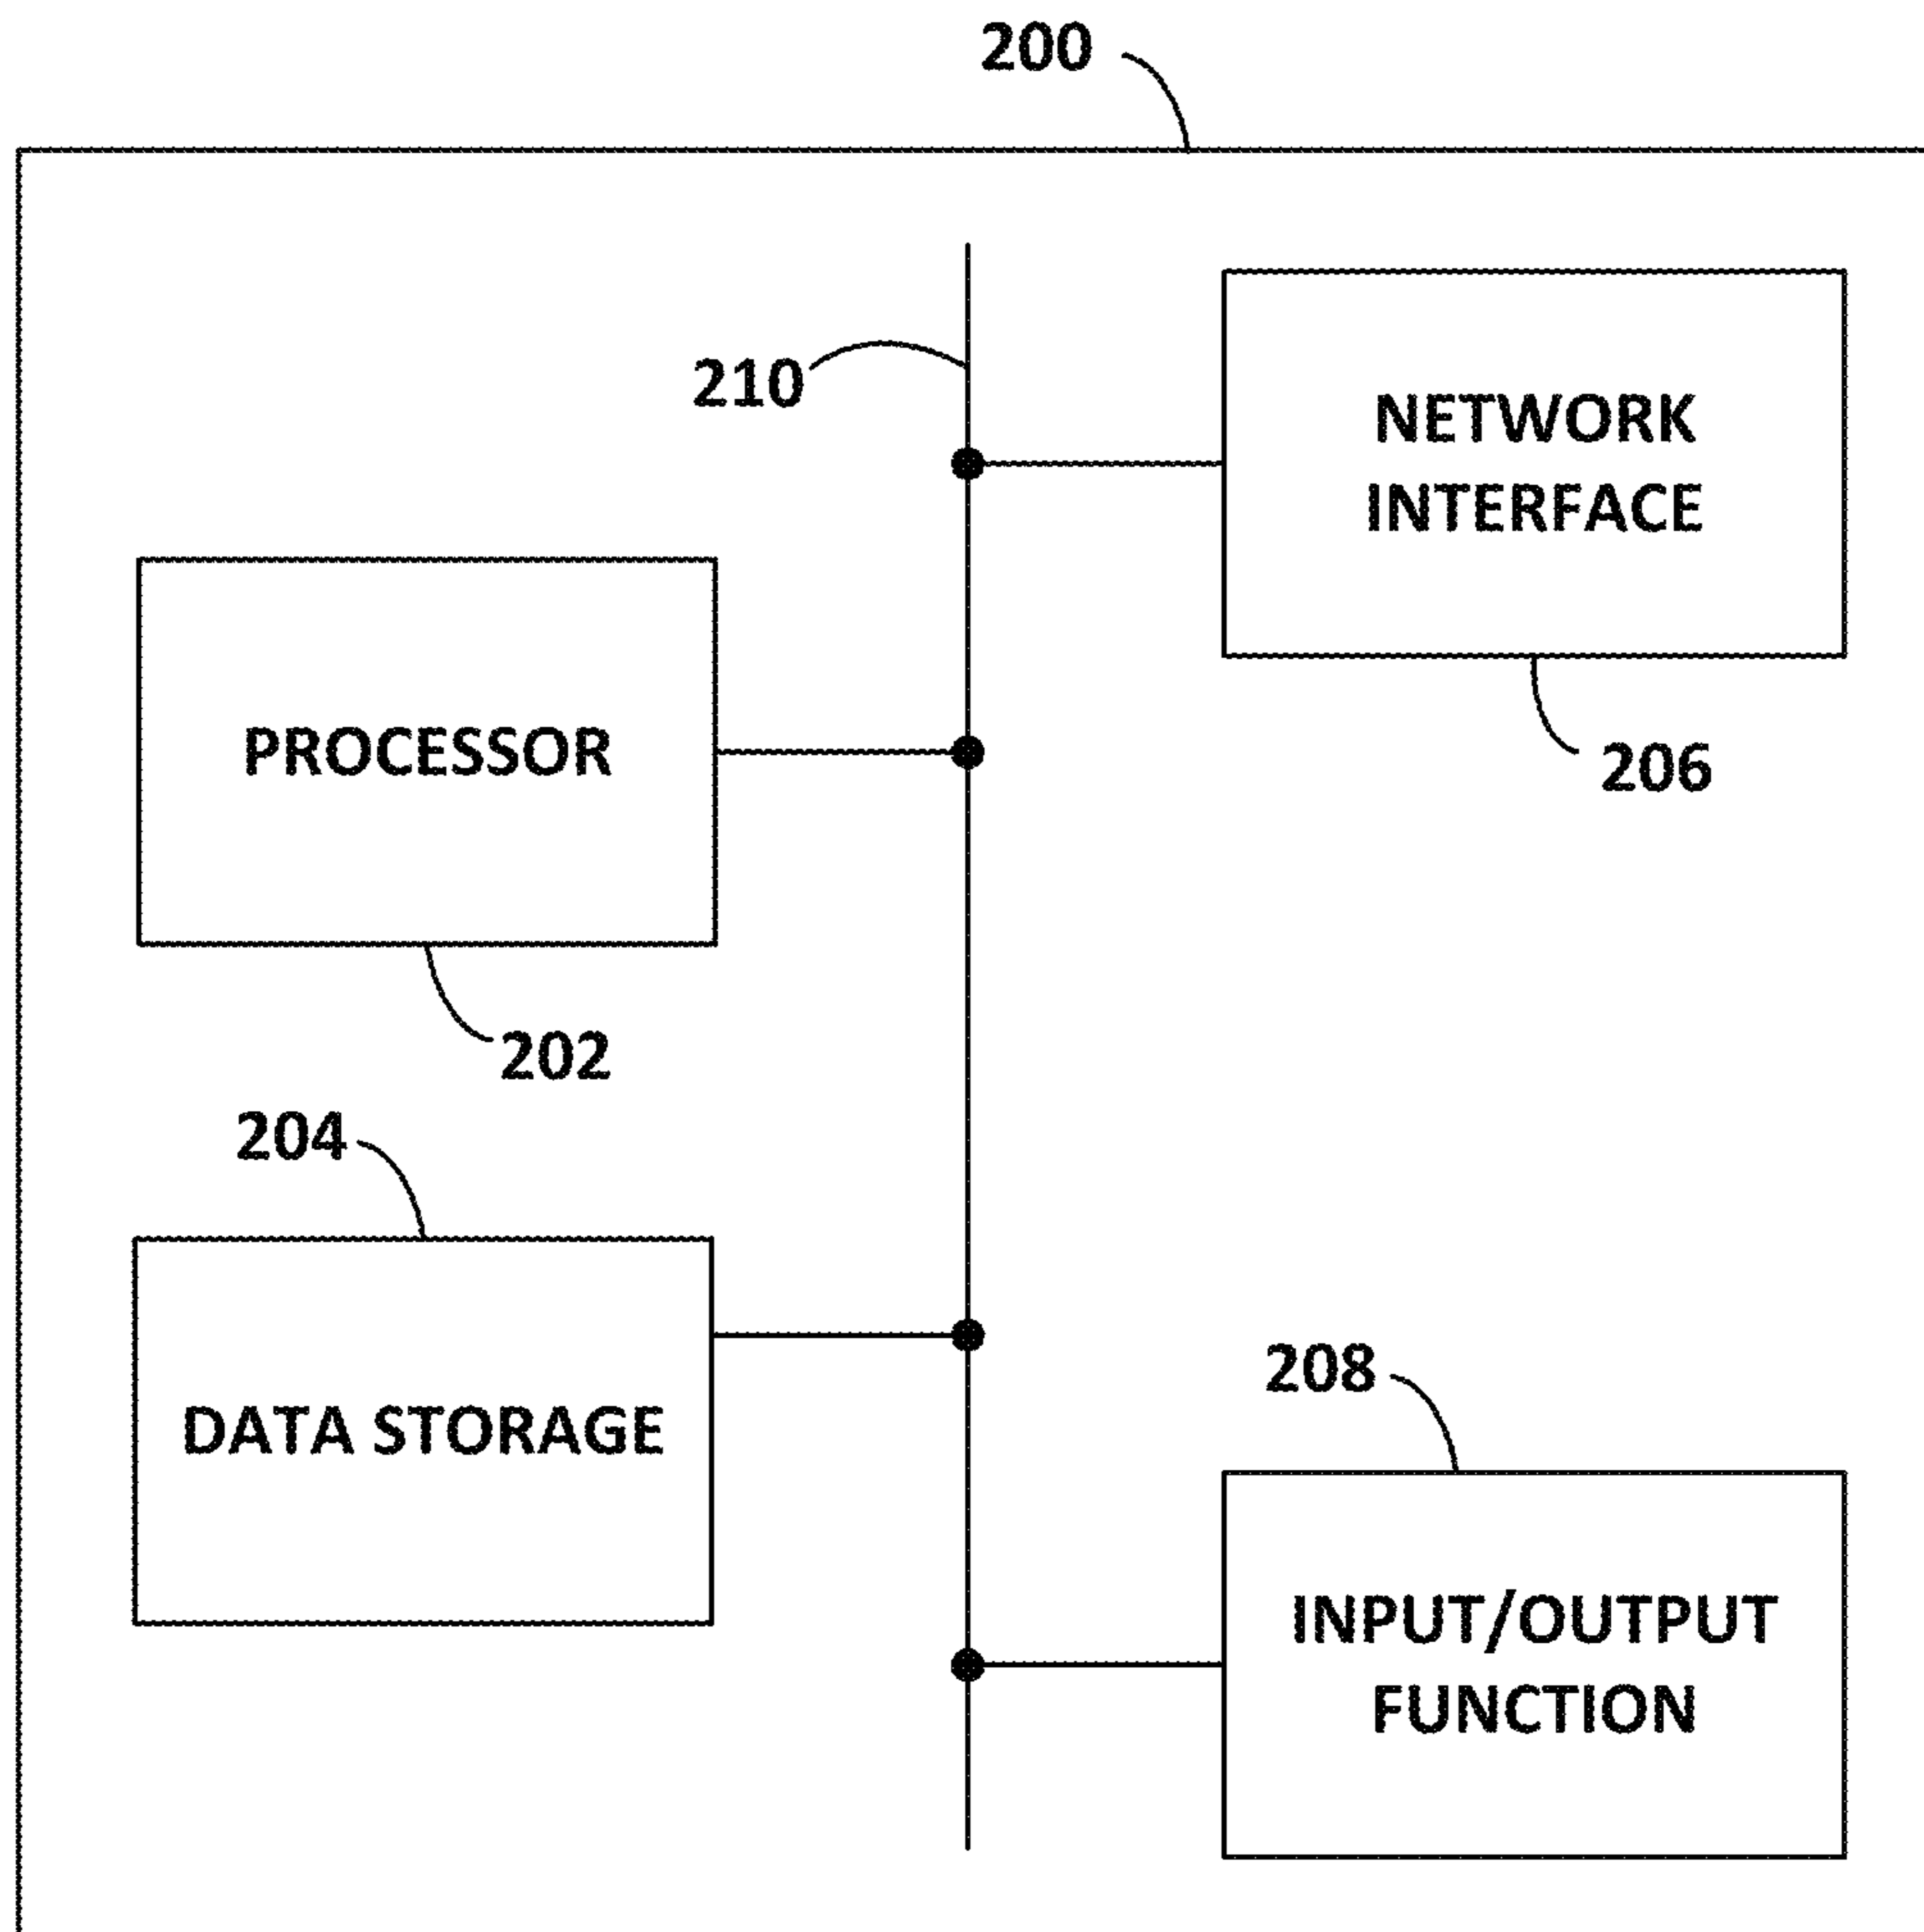 200
210
NETWORK
INTERFACE
206
PROCESSOR
202
204
DATA STORAGE
208
INPUT/OUTPUT
FUNCTION